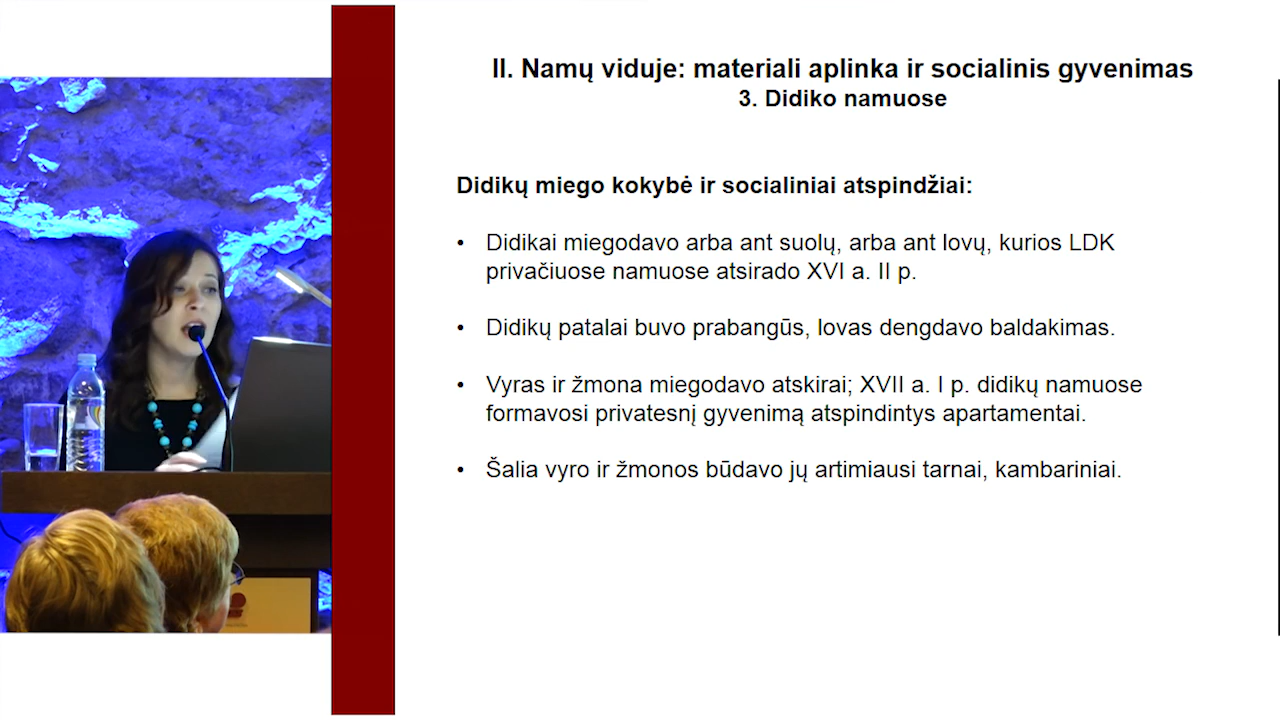 II. Namų viduje: materiali aplinka ir socialinis gyvenimas
3. Didiko namuose
Didikų miego kokybė ir socialiniai atspindžiai:
• Didikai miegodavo arba ant suolų, arba ant lovų, kurios LDK
privačiuose namuose atsirado XVI a. II p.
• Didikų patalai buvo prabangūs, lovas dengdavo baldakimas.
• Vyras ir žmona miegodavo atskirai; XVII a. I p. didikų namuose
formavosi privatesnį gyvenimą atspindintys apartamentai.
• Šalia vyro ir žmonos būdavo jų artimiausi tarnai, kambariniai.